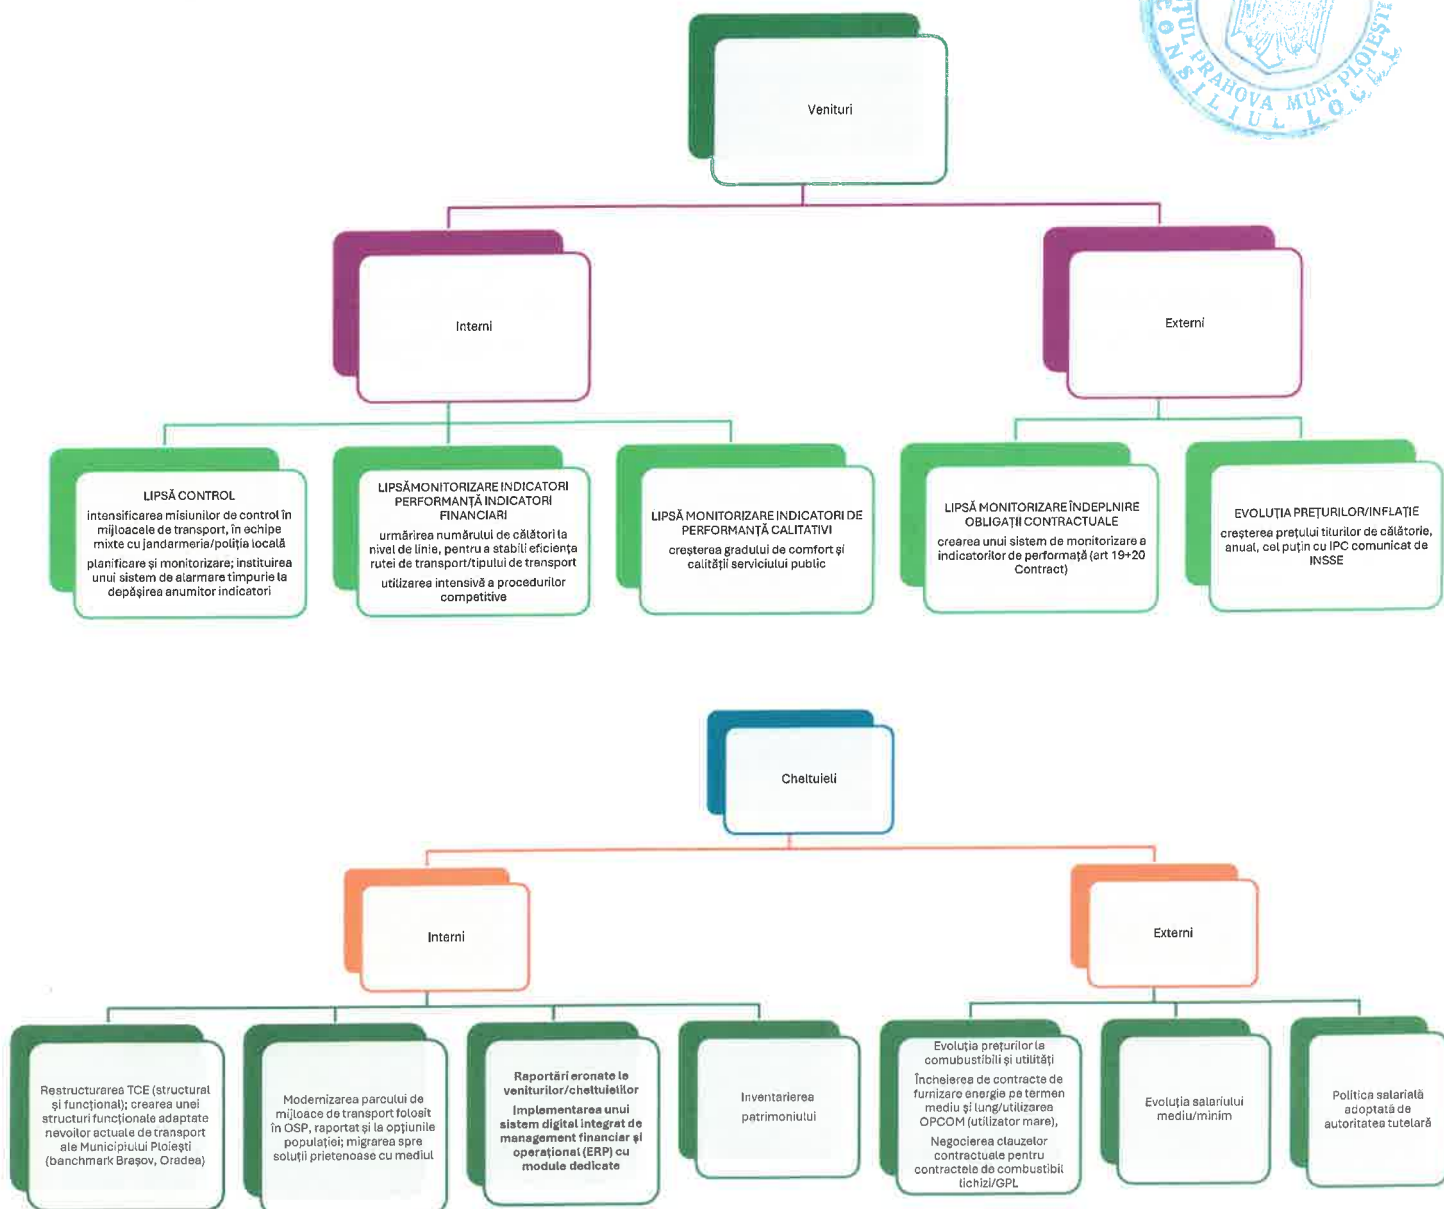 ȚUL PRAHOVA MUN. PLOIEȘTI
CONSILIUL LOCAL
Venituri
Interni
Externi
LIPSĂ CONTROL
intensificarea misiunilor de control în
mijloacele de transport, în echipe
mixte cu jandarmeria/poliția locală
planificare și monitorizare; instituirea
unui sistem de alarmare timpurie la
depășirea anumitor indicatori
LIPSĂMONITORIZARE INDICATORI
PERFORMANȚĂ INDICATORI
FINANCIARI
urmărirea numărului de călători la
nivel de linie, pentru a stabili eficiența
rutei de transport/tipului de transport
utilizarea intensivă a procedurilor
competitive
LIPSĂ MONITORIZARE INDICATORI DE
PERFORMANȚĂ CALITATIVI
creșterea gradului de comfort și
calității serviciului public
LIPSĂ MONITORIZARE ÎNDEPLNIRE
OBLIGAȚII CONTRACTUALE
crearea unui sistem de monitorizare a
indicatorilor de performață (art 19+20
Contract)
EVOLUȚIA PREȚURILOR/INFLAȚIE
creșterea prețului titlurilor de călătorie,
anual, cel puțin cu IPC comunicat de
INSSE
Cheltuieli
Interni
Externi
Restructurarea TCE (structural
și funcțional); crearea unei
structuri funcționale adaptate
nevoilor actuale de transport
ale Municipiului Ploiești
(banchmark Brașov, Oradea)
Modernizarea parcului de
mijloace de transport folosit
în OSP, raportat și la opțiunile
populației; migrarea spre
soluții prietenoase cu mediul
Raportări eronate le
veniturilor/cheltuielilor
Implementarea unui
sistem digital integrat de
management financiar și
operațional (ERP) cu
module dedicate
Inventarierea
patrimoniului
Evoluția prețurilor la
comubustibili și utilități
Încheierea de contracte de
furnizare energie pe termen
mediu și lung/utilizarea
OPCOM (utilizator mare),
Negocierea clauzelor
contractuale pentru
contractele de combustibil
lichizi/GPL
Evoluția salariului
mediu/minim
Politica salarială
adoptată de
autoritatea tutelară